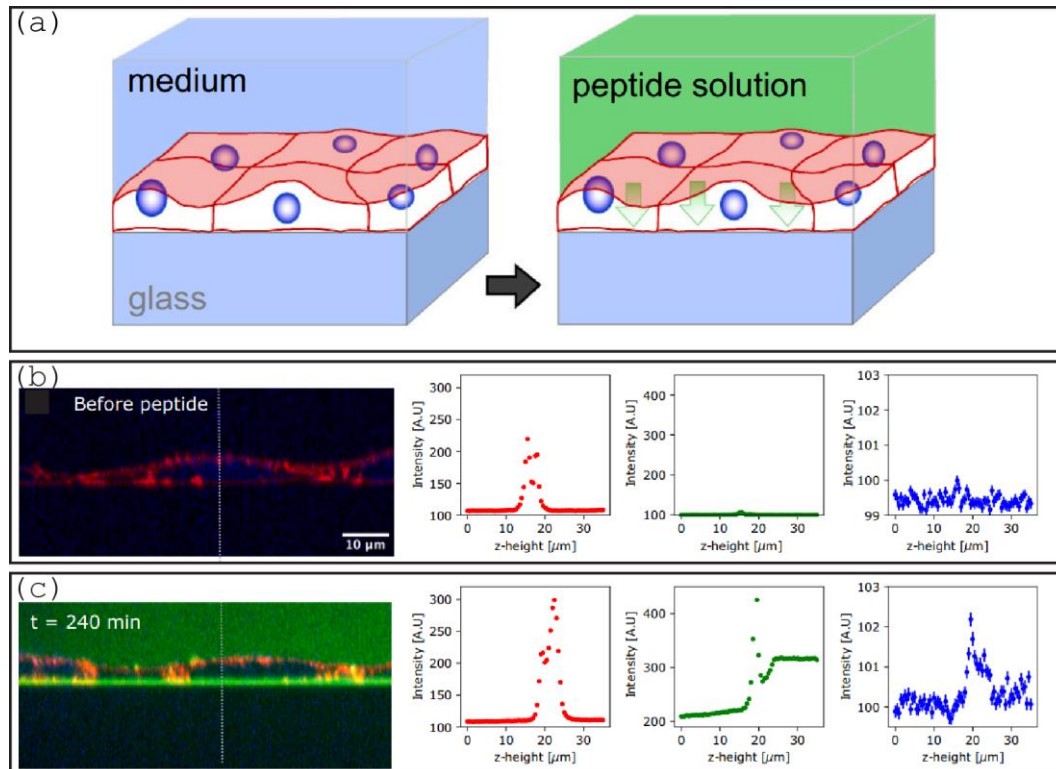 (a)
medium
glass
peptide solution
(b)
Before peptide
10 μm
Intensity [A.U]
300
250
200
150
100
0 10 20 30
z-height [μm]
Intensity [A.U]
400
300
200
100
0 10 20 30
z-height [μm]
Intensity [A.U]
103
102
101
100
99
0 10 20 30
z-height [μm]
(c)
t = 240 min
Intensity [A.U]
300
250
200
150
100
0 10 20 30
z-height [μm]
Intensity [A.U]
400
300
200
0 10 20 30
z-height [μm]
Intensity [A.U]
103
102
101
100
0 10 20 30
z-height [μm]